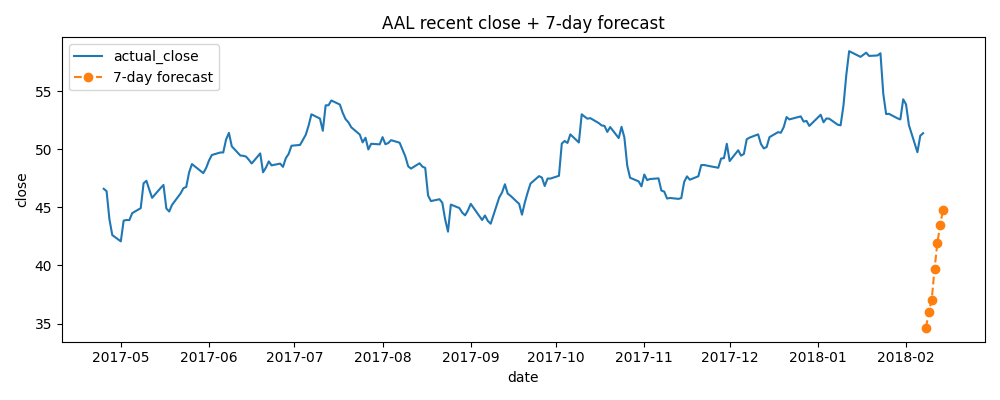 AAL recent close + 7-day forecast
actual_close
7-day forecast
close
55
50
45
40
35
2017-05 2017-06 2017-07 2017-08 2017-09 2017-10 2017-11 2017-12 2018-01 2018-02
date